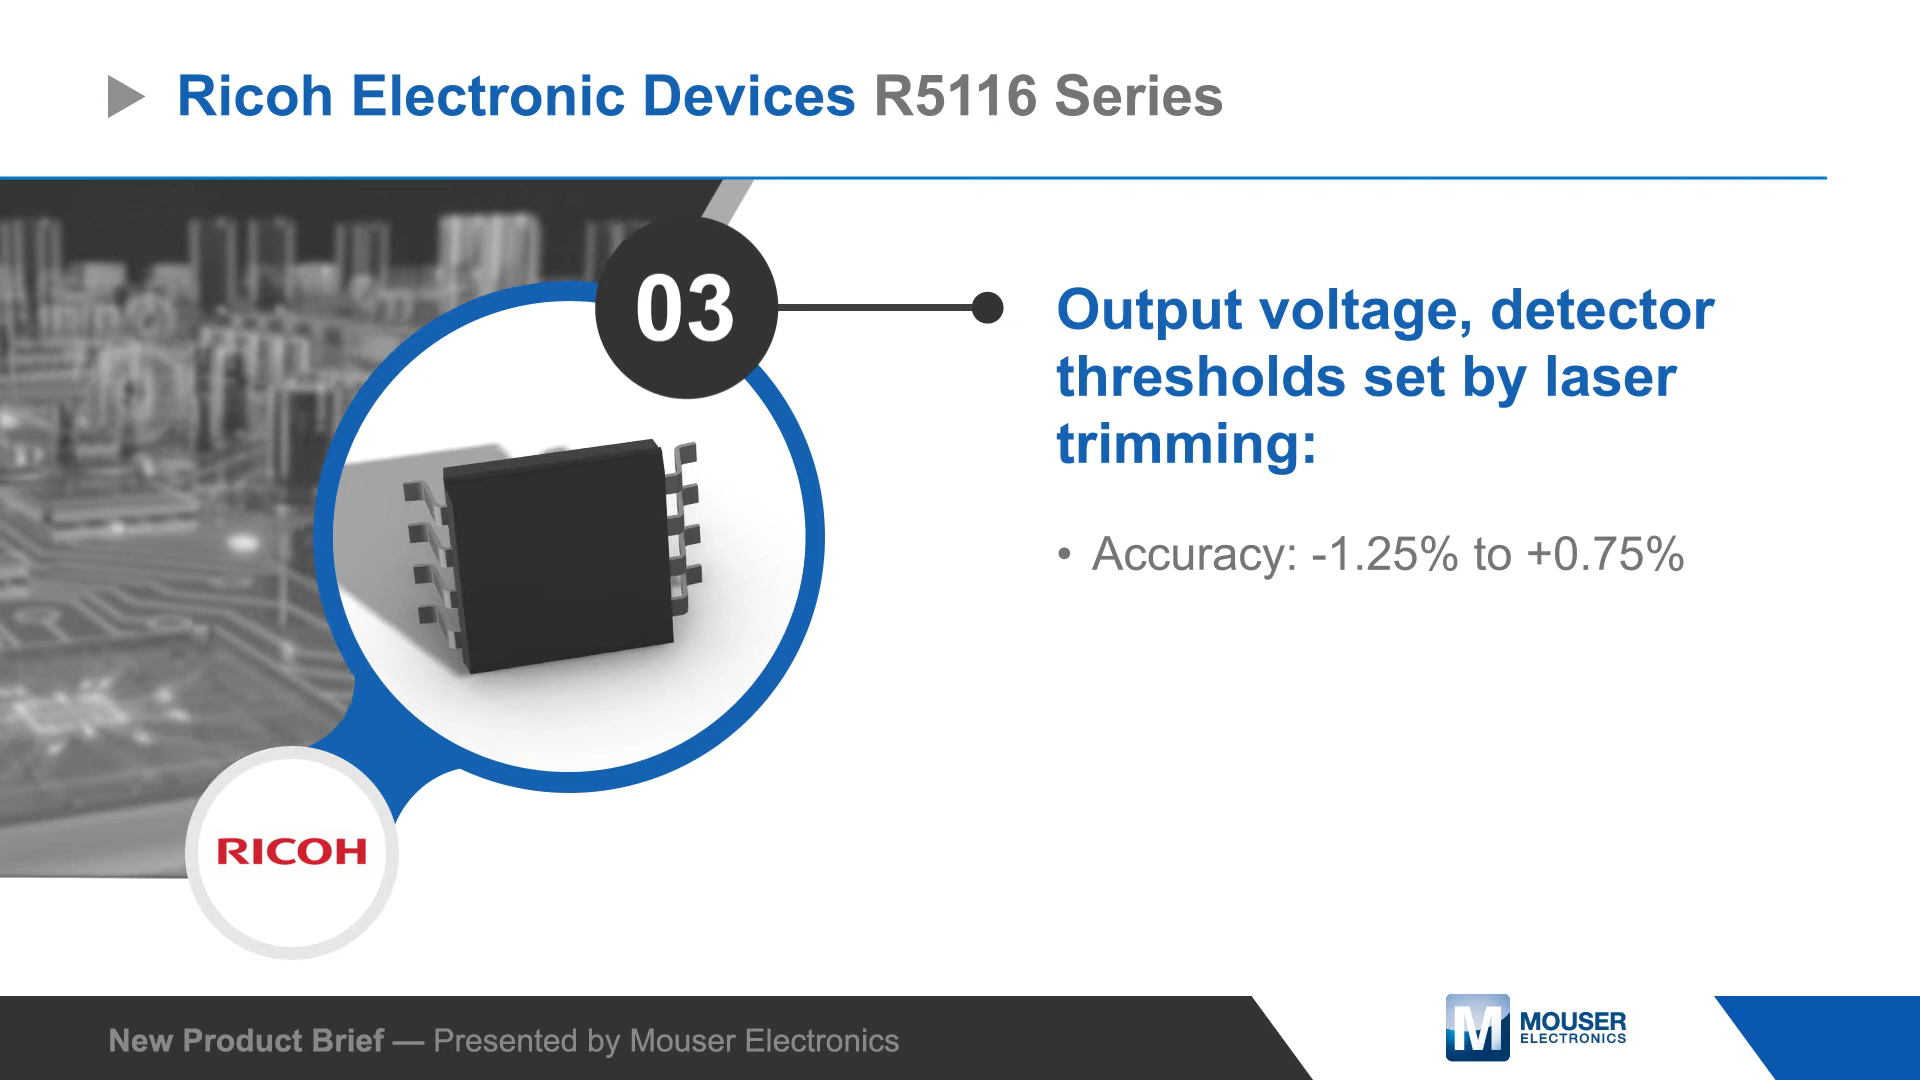 Ricoh Electronic Devices R5116 Series
03
Output voltage, detector
thresholds set by laser
trimming:
• Accuracy: -1.25% to +0.75%
RICOH
New Product Brief — Presented by Mouser Electronics
M
MOUSER
ELECTRONICS